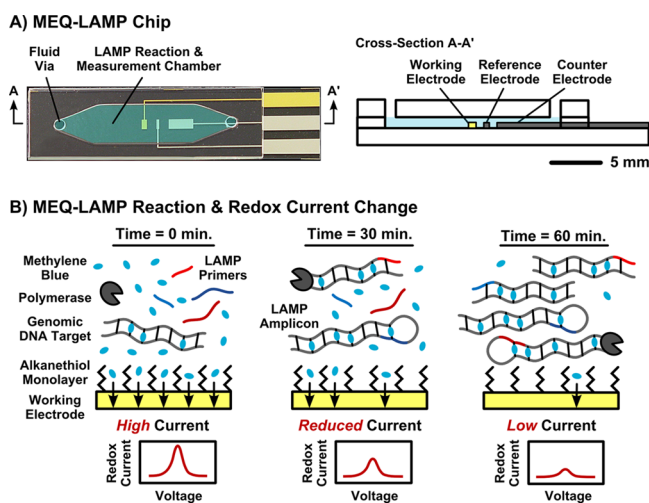 A) MEQ-LAMP Chip
Fluid
Via
LAMP Reaction &
Measurement Chamber
A
A'
Cross-Section A-A'
Working
Electrode
Reference
Electrode
Counter
Electrode
5 mm
B) MEQ-LAMP Reaction & Redox Current Change
Time = 0 min.
Time = 30 min.
Time = 60 min.
Methylene
Blue
LAMP
Primers
Polymerase
Genomic
DNA Target
LAMP
Amplicon
Alkanethiol
Monolayer
Working
Electrode
High Current
Reduced Current
Low Current
Redox
Current
Voltage
Redox
Current
Voltage
Redox
Current
Voltage